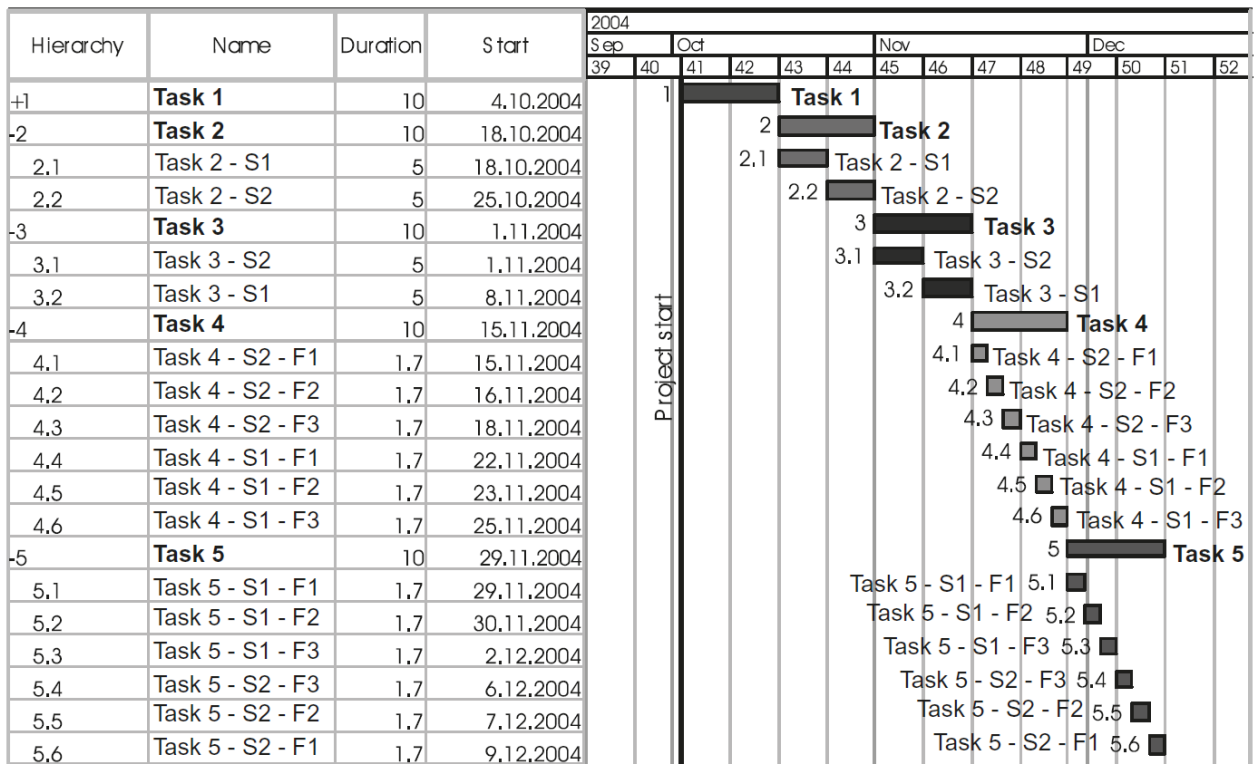 2004
Hierarchy Name Duration Start Sep Oct Nov Dec
39 40 41 42 43 44 45 46 47 48 49 50 51 52
+1 Task 1 10 4.10.2004 1 Task 1
-2 Task 2 10 18.10.2004 2 Task 2
2.1 Task 2 - S1 5 18.10.2004 2.1 Task 2 - S1
2.2 Task 2 - S2 5 25.10.2004 2.2 Task 2 - S2
-3 Task 3 10 1.11.2004 3 Task 3
3.1 Task 3 - S2 5 1.11.2004 3.1 Task 3 - S2
3.2 Task 3 - S1 5 8.11.2004 3.2 Task 3 - S1
-4 Task 4 10 15.11.2004 4 Task 4
4.1 Task 4 - S2 - F1 1.7 15.11.2004 4.1 Task 4 - S2 - F1
4.2 Task 4 - S2 - F2 1.7 16.11.2004 4.2 Task 4 - S2 - F2
4.3 Task 4 - S2 - F3 1.7 18.11.2004 4.3 Task 4 - S2 - F3
4.4 Task 4 - S1 - F1 1.7 22.11.2004 4.4 Task 4 - S1 - F1
4.5 Task 4 - S1 - F2 1.7 23.11.2004 4.5 Task 4 - S1 - F2
4.6 Task 4 - S1 - F3 1.7 25.11.2004 4.6 Task 4 - S1 - F3
-5 Task 5 10 29.11.2004 5 Task 5
5.1 Task 5 - S1 - F1 1.7 29.11.2004 Task 5 - S1 - F1 5.1
5.2 Task 5 - S1 - F2 1.7 30.11.2004 Task 5 - S1 - F2 5.2
5.3 Task 5 - S1 - F3 1.7 2.12.2004 Task 5 - S1 - F3 5.3
5.4 Task 5 - S2 - F3 1.7 6.12.2004 Task 5 - S2 - F3 5.4
5.5 Task 5 - S2 - F2 1.7 7.12.2004 Task 5 - S2 - F2 5.5
5.6 Task 5 - S2 - F1 1.7 9.12.2004 Task 5 - S2 - F1 5.6
Project start